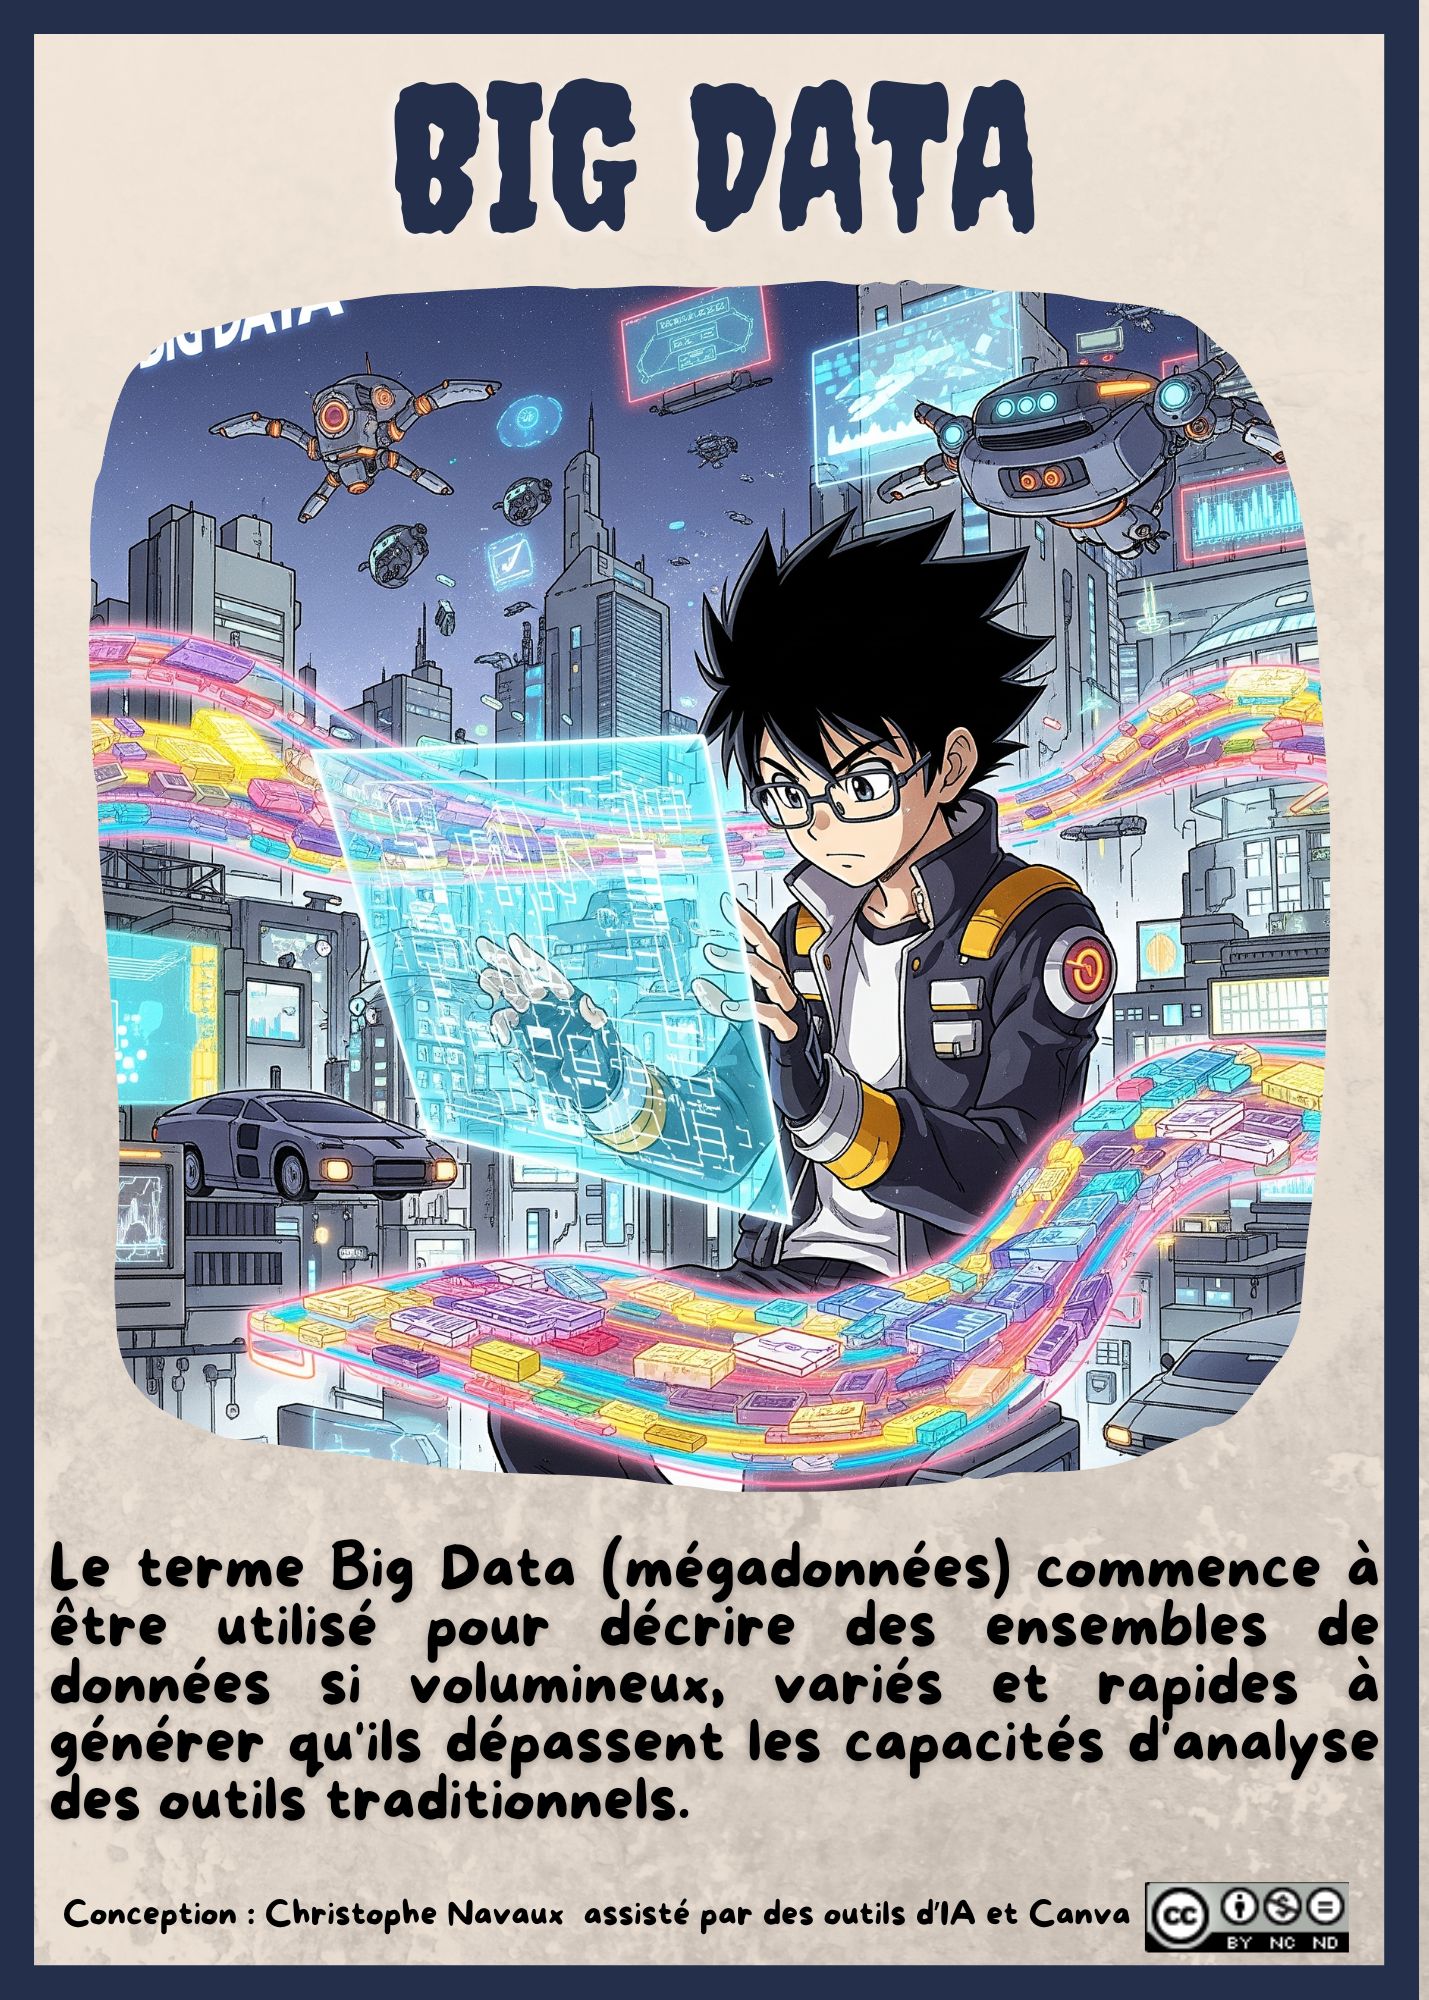 BIG DATA
BIG DATA
Le terme Big Data (mégadonnées) commence à
être utilisé pour décrire des ensembles de
données si volumineux, variés et rapides à
générer qu'ils dépassent les capacités d'analyse
des outils traditionnels.
Conception : Christophe Navaux assisté par des outils d'IA et Canva
cc
BY NC ND